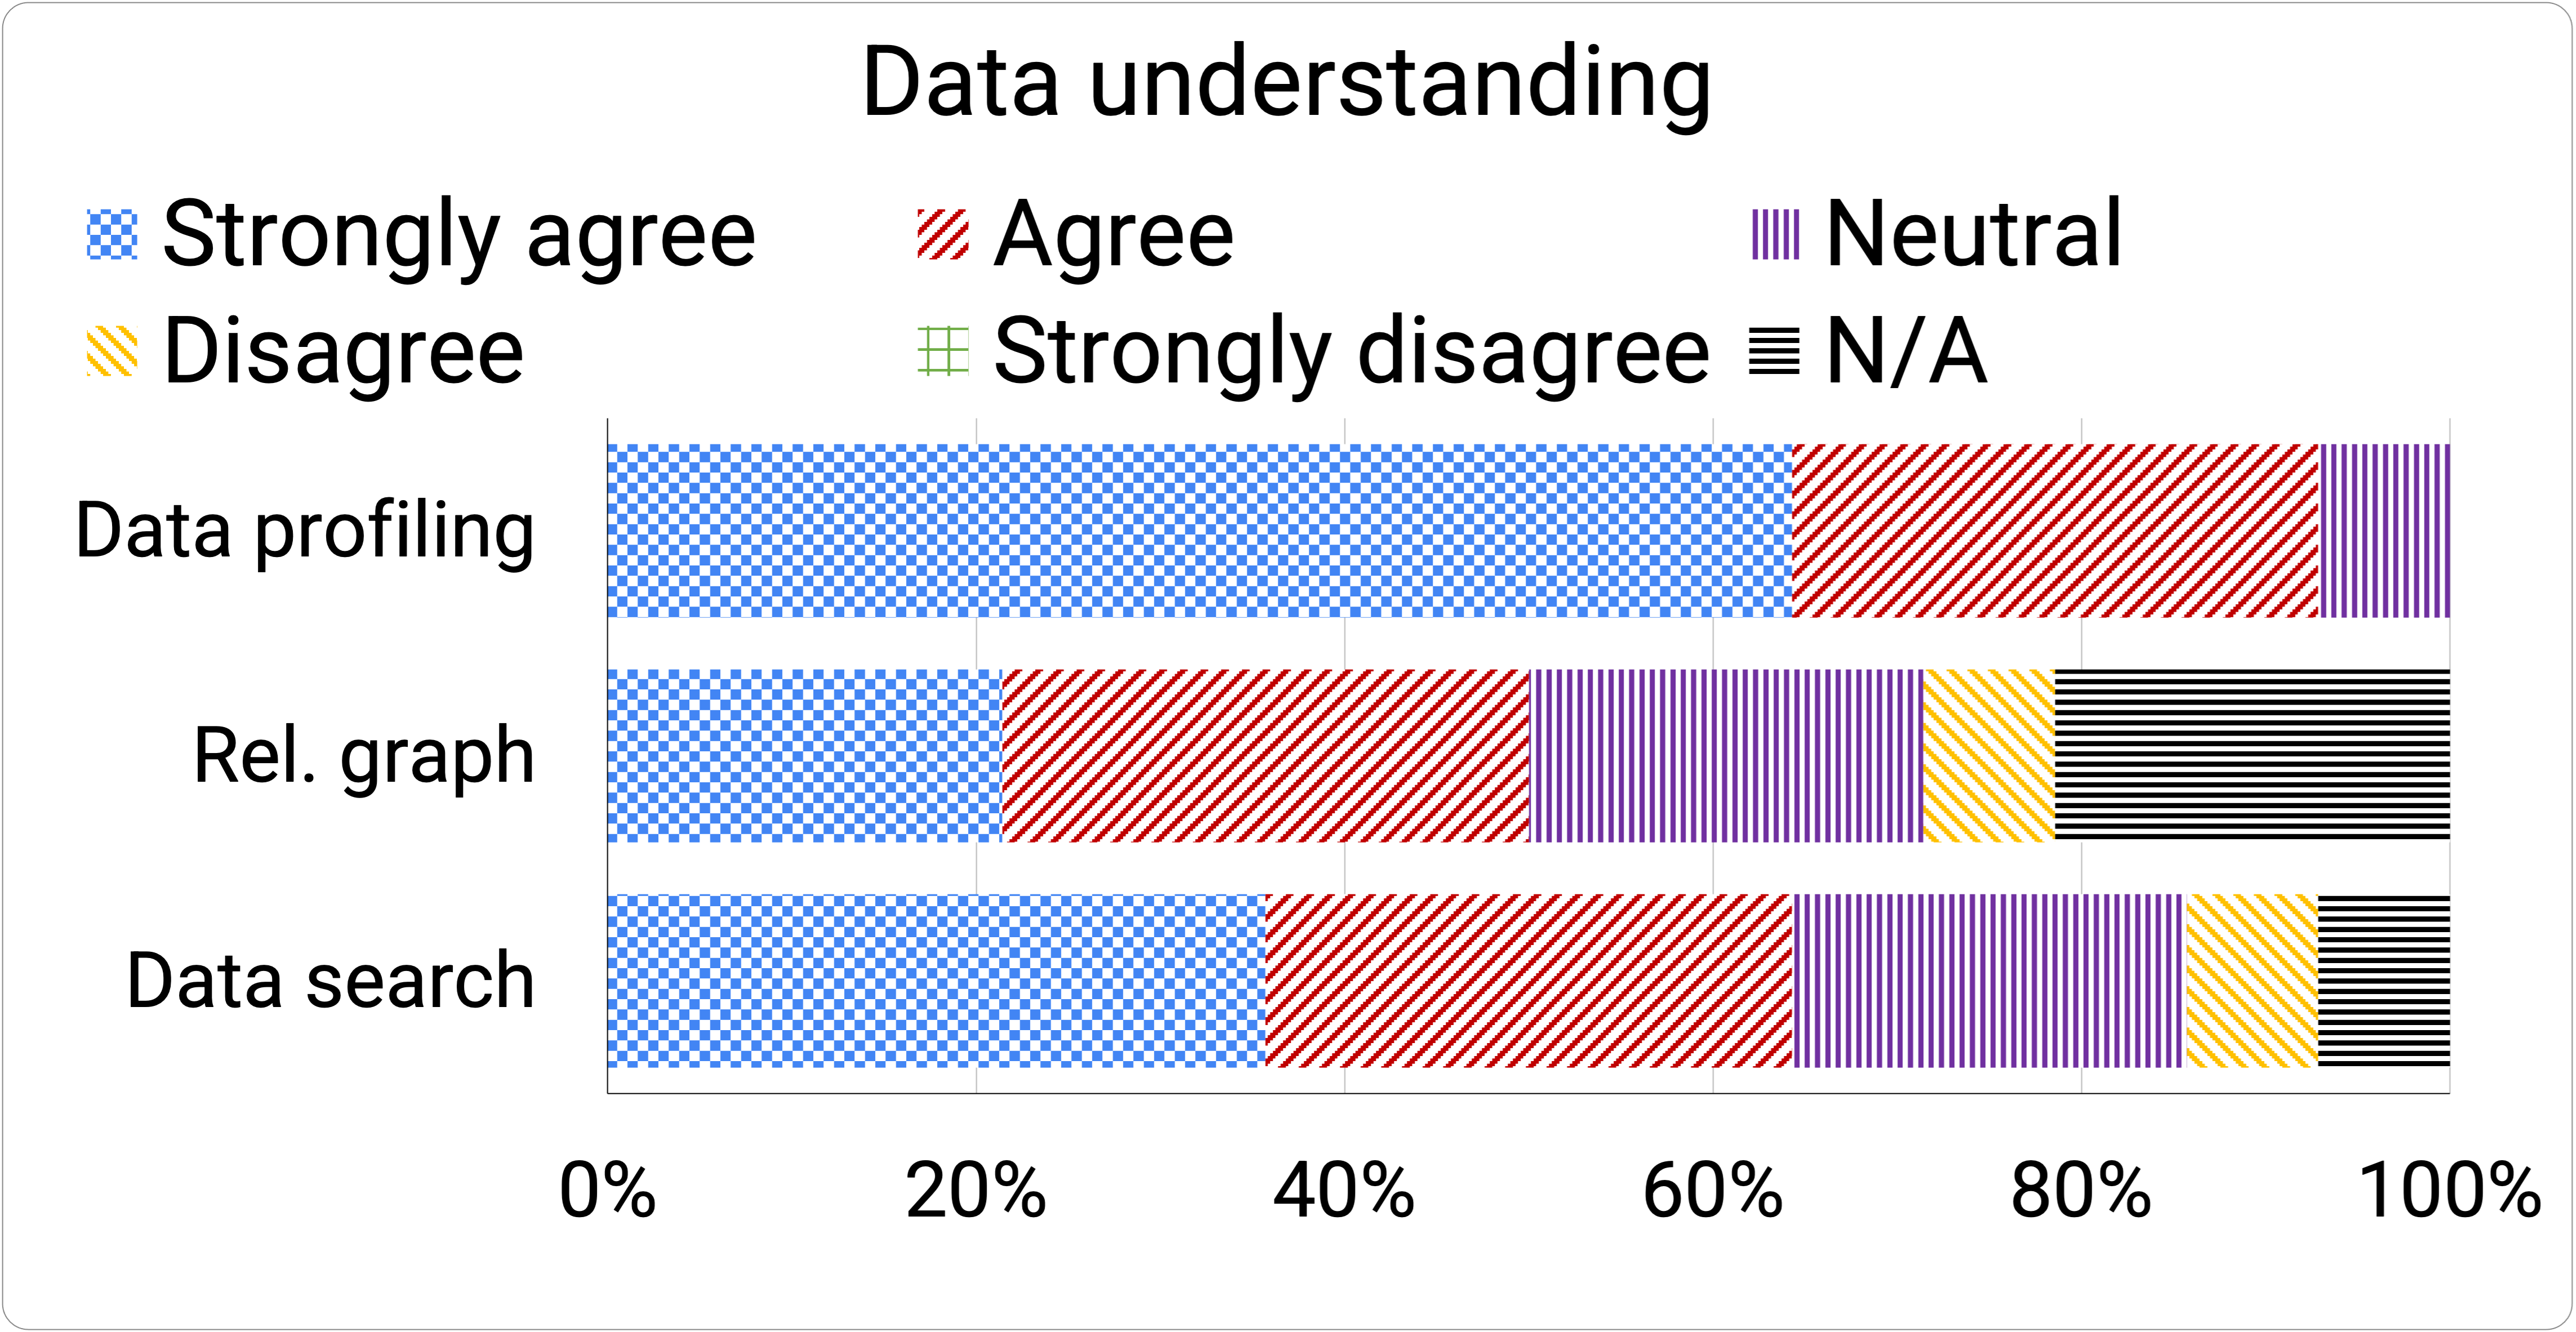 Data understanding
Strongly agree Agree Neutral
Disagree Strongly disagree N/A
Data profiling
Rel. graph
Data search
0% 20% 40% 60% 80% 100%